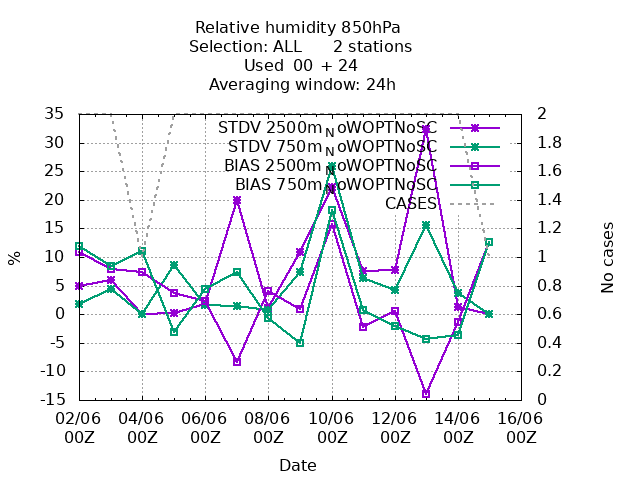 Relative humidity 850hPa
Selection: ALL 2 stations
Used 00 + 24
Averaging window: 24h
35
30
25
20
15
10
5
0
-5
-10
-15
%
STDV 2500m NoWOPTNoSC
STDV 750m NoWOPTNoSC
BIAS 2500m NoWOPTNoSC
BIAS 750m NoWOPTNoSC
CASES
2
1.8
1.6
1.4
1.2
1
0.8
0.6
0.4
0.2
0
No cases
02/06 04/06 06/06 08/06 10/06 12/06 14/06 16/06
00Z 00Z 00Z 00Z 00Z 00Z 00Z 00Z
Date